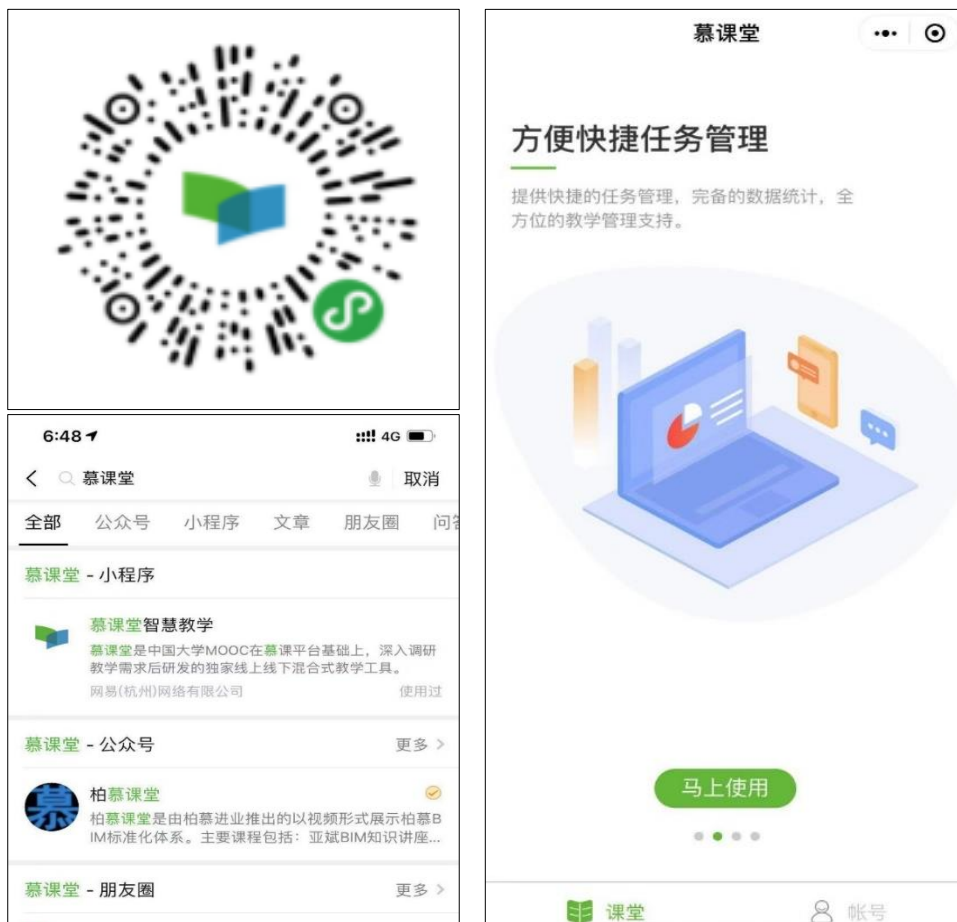 6:48
4G
慕课堂
取消
全部
公众号
小程序
文章
朋友圈
慕课堂 - 小程序
慕课堂智慧教学
慕课堂是中国大学MOOC在慕课平台基础上，深入调研
教学需求后研发的独家线上线下混合式教学工具。
网易(杭州)网络有限公司
使用过
慕课堂 - 公众号
更多 >
慕
柏慕课堂
柏慕课堂是由柏慕进业推出的以视频形式展示柏慕B
IM标准化体系。主要课程包括：亚斌BIM知识讲座...
慕课堂 - 朋友圈
更多 >
慕课堂
方便快捷任务管理
提供快捷的任务管理，完备的数据统计，全
方位的教学管理支持。
马上使用
课堂
帐号